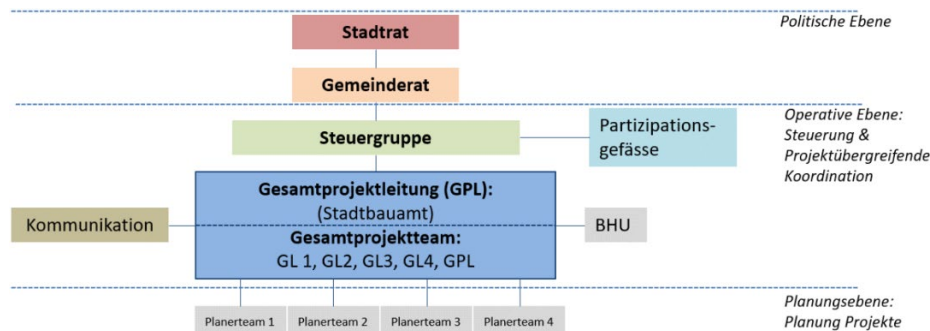 Politische Ebene
Stadtrat
Gemeinderat
Operative Ebene:
Steuerung &
Projektübergreifende
Koordination
Steuergruppe
Partizipations-
gefässe
Gesamtprojektleitung (GPL):
(Stadtbauamt)
Kommunikation
BHU
Gesamtprojektteam:
GL 1, GL2, GL3, GL4, GPL
Planungsebene:
Planung Projekte
Planerteam 1
Planerteam 2
Planerteam 3
Planerteam 4